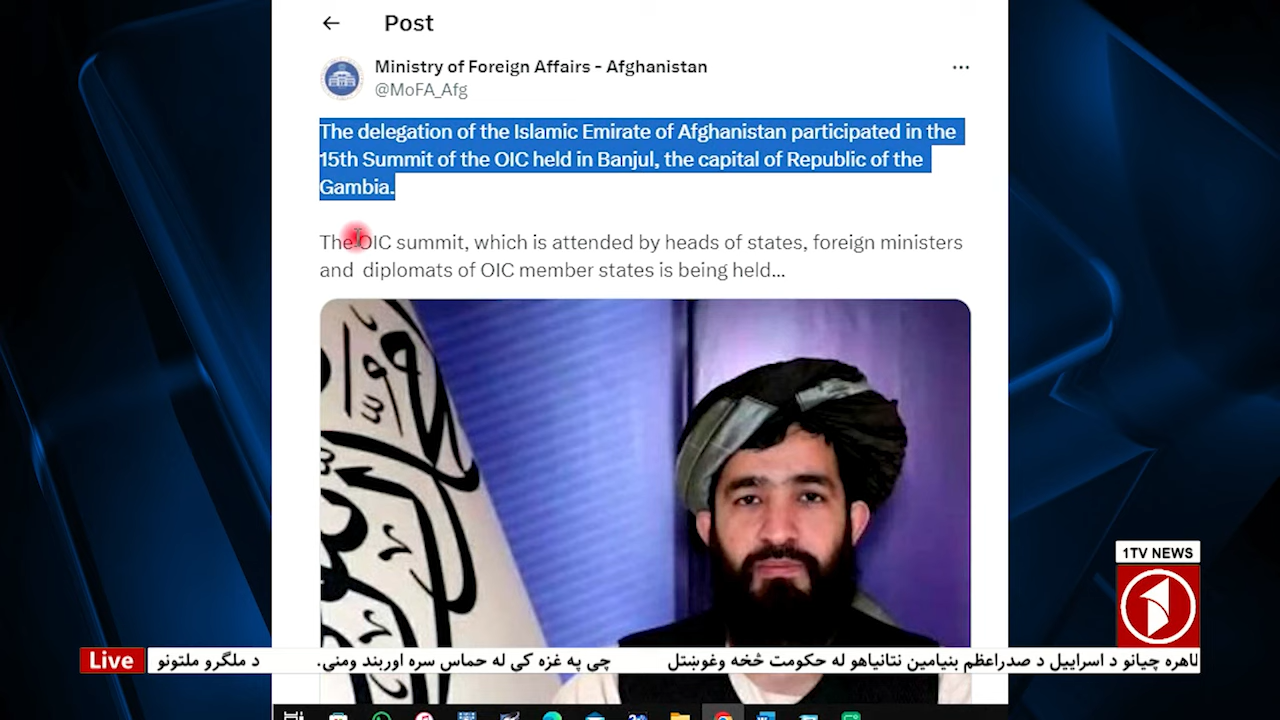 Post
Ministry of Foreign Affairs - Afghanistan
@MoFA_Afg
The delegation of the Islamic Emirate of Afghanistan participated in the
15th Summit of the OIC held in Banjul, the capital of Republic of the
Gambia.
The OIC summit, which is attended by heads of states, foreign ministers
and diplomats of OIC member states is being held...
1TV NEWS
Live
چیانو د اسراییل د صدراعظم بنیامین نتانیاهو له حکومت څخه وغوښتل چې په غزه کې له حماس سره اوربند ومني. د ملګرو ملتونو